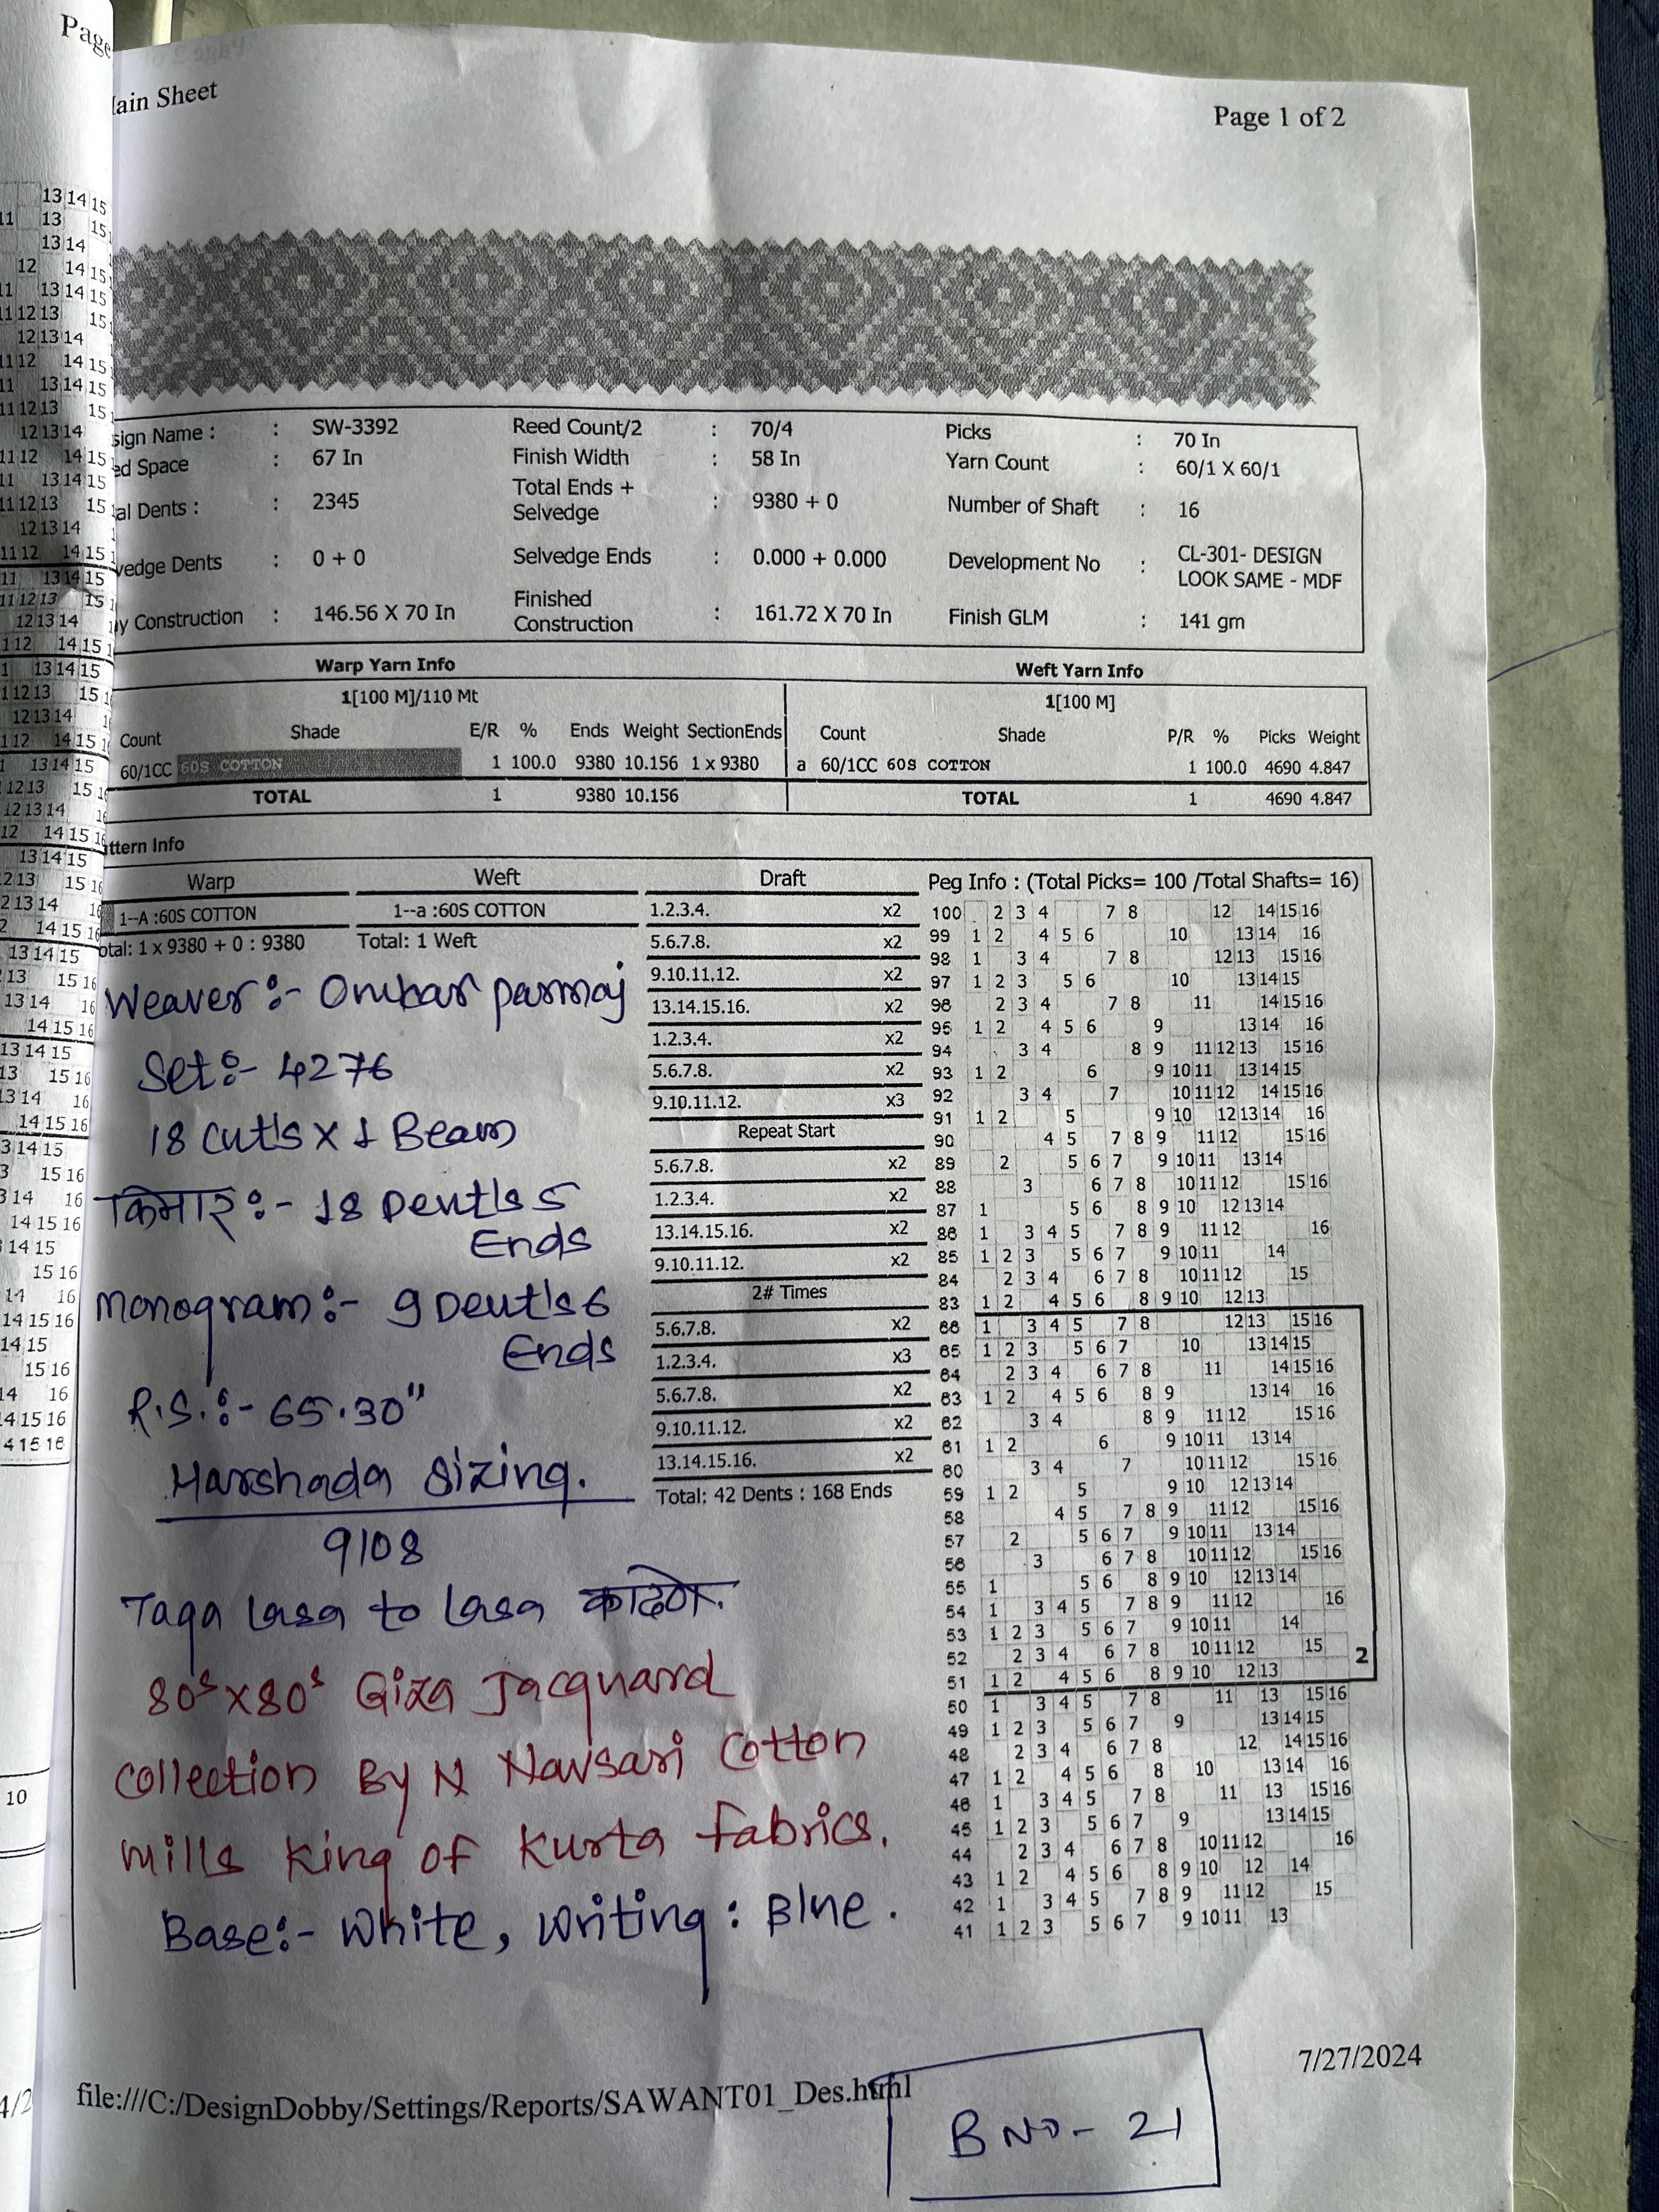 Page
Main Sheet
Page 1 of 2
sign Name : : SW-3392 Reed Count/2 : 70/4 Picks : 70 In
ed Space : 67 In Finish Width : 58 In Yarn Count : 60/1 X 60/1
al Dents : : 2345 Total Ends + Selvedge : 9380 + 0 Number of Shaft : 16
vedge Dents : 0 + 0 Selvedge Ends : 0.000 + 0.000 Development No : CL-301- DESIGN LOOK SAME - MDF
y Construction : 146.56 X 70 In Finished Construction : 161.72 X 70 In Finish GLM : 141 gm
Warp Yarn Info Weft Yarn Info
1[100 M]/110 Mt 1[100 M]
Count Shade E/R % Ends Weight SectionEnds Count Shade P/R % Picks Weight
60/1CC 60S COTTON 1 100.0 9380 10.156 1 x 9380 a 60/1CC 60S COTTON 1 100.0 4690 4.847
TOTAL 1 9380 10.156 TOTAL 1 4690 4.847
ttern Info
Warp Weft Draft
1--A :60S COTTON 1--a :60S COTTON
otal: 1 x 9380 + 0 : 9380 Total: 1 Weft
1.2.3.4. x2
5.6.7.8. x2
9.10.11.12. x2
13.14.15.16. x2
1.2.3.4. x2
5.6.7.8. x2
9.10.11.12. x3
Repeat Start
5.6.7.8. x2
1.2.3.4. x2
13.14.15.16. x2
9.10.11.12. x2
2# Times
5.6.7.8. x2
1.2.3.4. x3
5.6.7.8. x2
9.10.11.12. x2
13.14.15.16. x2
Total: 42 Dents : 168 Ends
Peg Info : (Total Picks= 100 /Total Shafts= 16)
100 2 3 4 7 8 12 14 15 16
99 1 2 4 5 6 10 13 14 16
98 1 3 4 7 8 12 13 15 16
97 1 2 3 5 6 10 13 14 15
96 2 3 4 7 8 11 14 15 16
95 1 2 4 5 6 9 13 14 16
94 3 4 8 9 11 12 13 15 16
93 1 2 6 9 10 11 13 14 15
92 3 4 7 10 11 12 14 15 16
91 1 2 5 9 10 12 13 14 16
90 4 5 7 8 9 11 12 15 16
89 2 5 6 7 9 10 11 13 14
88 3 6 7 8 10 11 12 15 16
87 1 5 6 8 9 10 12 13 14
86 1 3 4 5 7 8 9 11 12 16
85 1 2 3 5 6 7 9 10 11 14
84 2 3 4 6 7 8 10 11 12 15
83 1 2 4 5 6 8 9 10 12 13
66 1 3 4 5 7 8 12 13 15 16
65 1 2 3 5 6 7 10 13 14 15
64 2 3 4 6 7 8 11 14 15 16
63 1 2 4 5 6 8 9 13 14 16
62 3 4 8 9 11 12 15 16
61 1 2 6 9 10 11 13 14
60 3 4 7 10 11 12 15 16
59 1 2 5 9 10 12 13 14
58 4 5 7 8 9 11 12 15 16
57 2 5 6 7 9 10 11 13 14
56 3 6 7 8 10 11 12 15 16
55 1 5 6 8 9 10 12 13 14
54 1 3 4 5 7 8 9 11 12 16
53 1 2 3 5 6 7 9 10 11 14
52 2 3 4 6 7 8 10 11 12 15 2
51 1 2 4 5 6 8 9 10 12 13
50 1 3 4 5 7 8 11 13 15 16
49 1 2 3 5 6 7 9 13 14 15
48 2 3 4 6 7 8 12 14 15 16
47 1 2 4 5 6 8 10 13 14 16
46 1 3 4 5 7 8 11 13 15 16
45 1 2 3 5 6 7 9 13 14 15
44 2 3 4 6 7 8 10 11 12 16
43 1 2 4 5 6 8 9 10 12 14
42 1 3 4 5 7 8 9 11 12 15
41 1 2 3 5 6 7 9 10 11 13
Weaver :- Omkar parmaj
Set :- 4276
18 cut's x 1 Beam
किनार :- 18 Dent's 5
Ends
Monogram :- 9 Dent's 6
Ends
R.S. :- 65.30"
Harshada Sizing.
9108
Taga lasa to lasa काढणे.
80s x 80s Giza Jacquard
Collection By N Navsari Cotton
mills king of kurta fabrics.
Base:- White, Writing : Blue.
7/27/2024
file:///C:/DesignDobby/Settings/Reports/SAWANT01_Des.html
B NO - 21